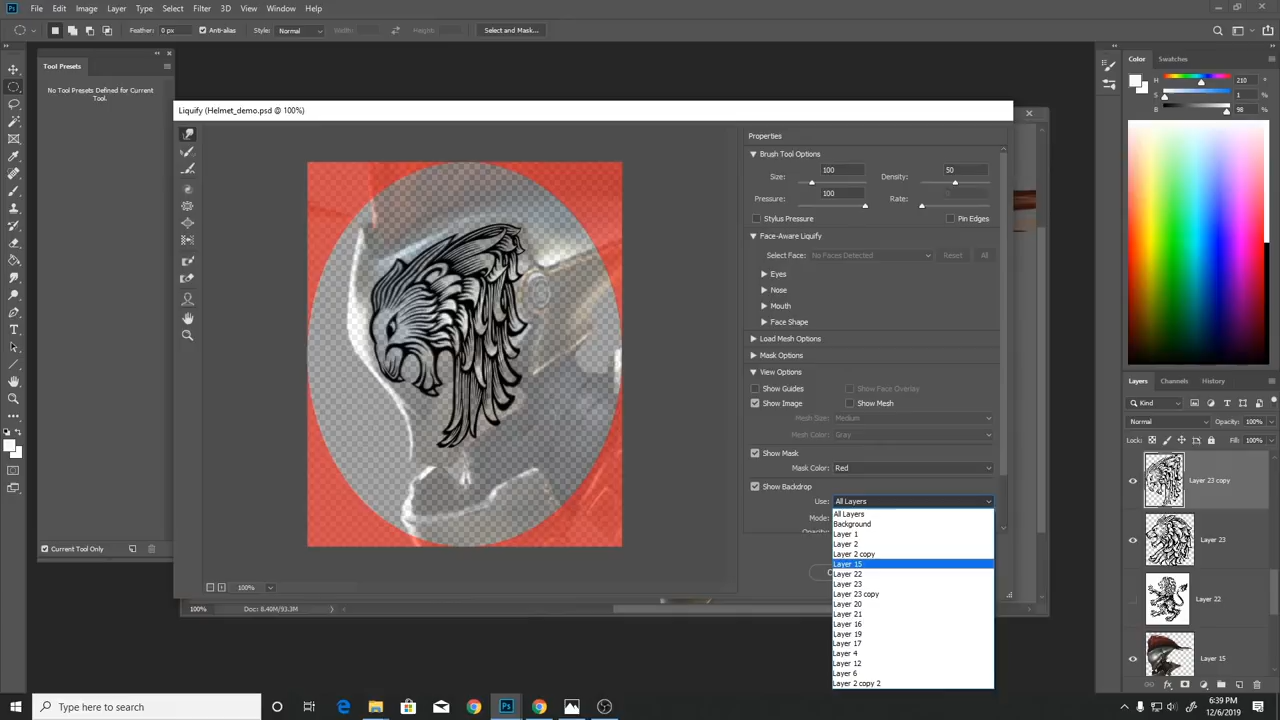 Ps File Edit Image Layer Type Select Filter 3D View Window Help
Feather: 0 px Anti-alias Style: Normal Width: Height: Select and Mask...
Tool Presets
No Tool Presets Defined for Current
Tool.
Current Tool Only
Liquify (Helmet_demo.psd @ 100%)
100%
100% Doc: 8.40M/93.3M
Properties
Brush Tool Options
Size: 100 Density: 50
Pressure: 100 Rate: 0
Stylus Pressure Pin Edges
Face-Aware Liquify
Select Face: No Faces Detected Reset All
Eyes
Nose
Mouth
Face Shape
Load Mesh Options
Mask Options
View Options
Show Guides Show Face Overlay
Show Image Show Mesh
Mesh Size: Medium
Mesh Color: Gray
Show Mask
Mask Color: Red
Show Backdrop
Use: All Layers
Mode:
All Layers
Background
Layer 1
Layer 2
Layer 2 copy
Layer 15
Layer 22
Layer 23
Layer 23 copy
Layer 20
Layer 21
Layer 16
Layer 19
Layer 17
Layer 4
Layer 12
Layer 6
Layer 2 copy 2
Color Swatches
H 210 °
S 1 %
B 98 %
Layers Channels History
Kind
Normal Opacity: 100%
Lock: Fill: 100%
Layer 23 copy
Layer 23
Layer 22
Layer 15
Type here to search
Ps
6:39 PM
12/6/2019